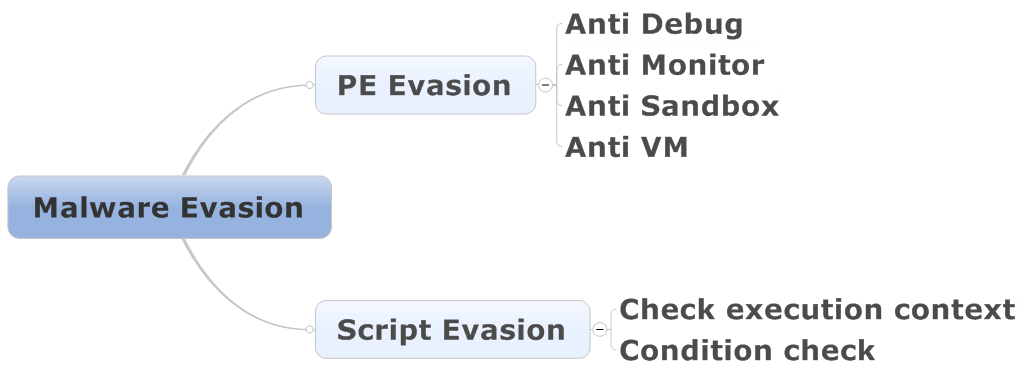 Malware Evasion
PE Evasion
Anti Debug
Anti Monitor
Anti Sandbox
Anti VM
Script Evasion
Check execution context
Condition check